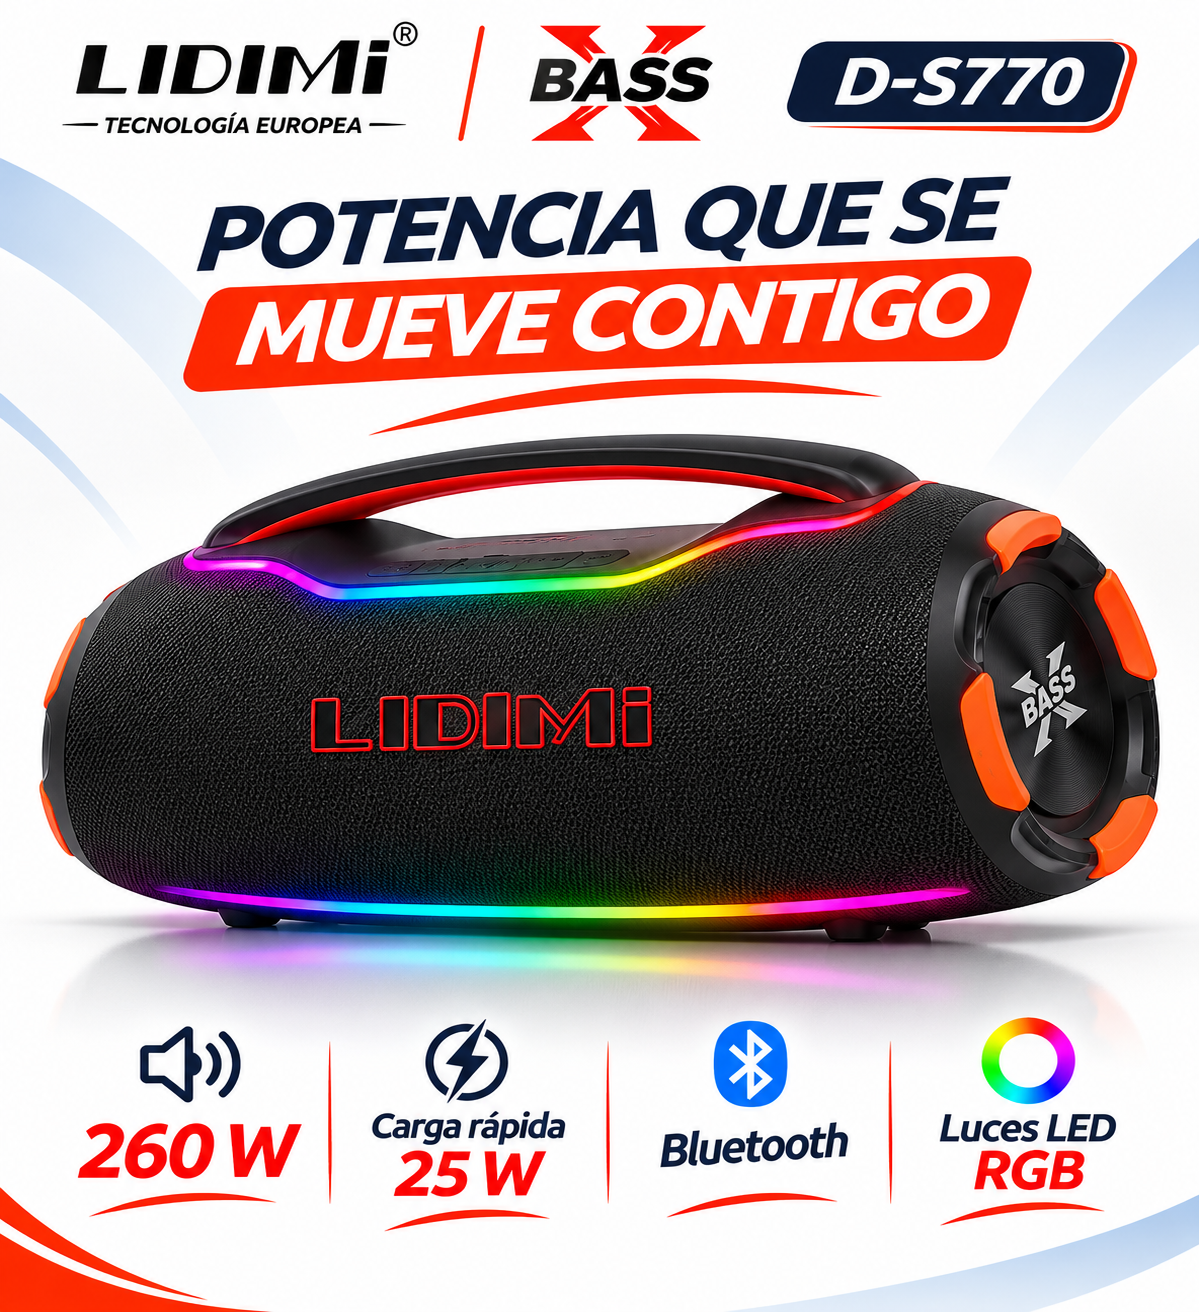 LIDIMi®
TECNOLOGÍA EUROPEA
X BASS
D-S770
POTENCIA QUE SE
MUEVE CONTIGO
LIDIMi
X BASS
260 W
Carga rápida
25 W
Bluetooth
Luces LED
RGB